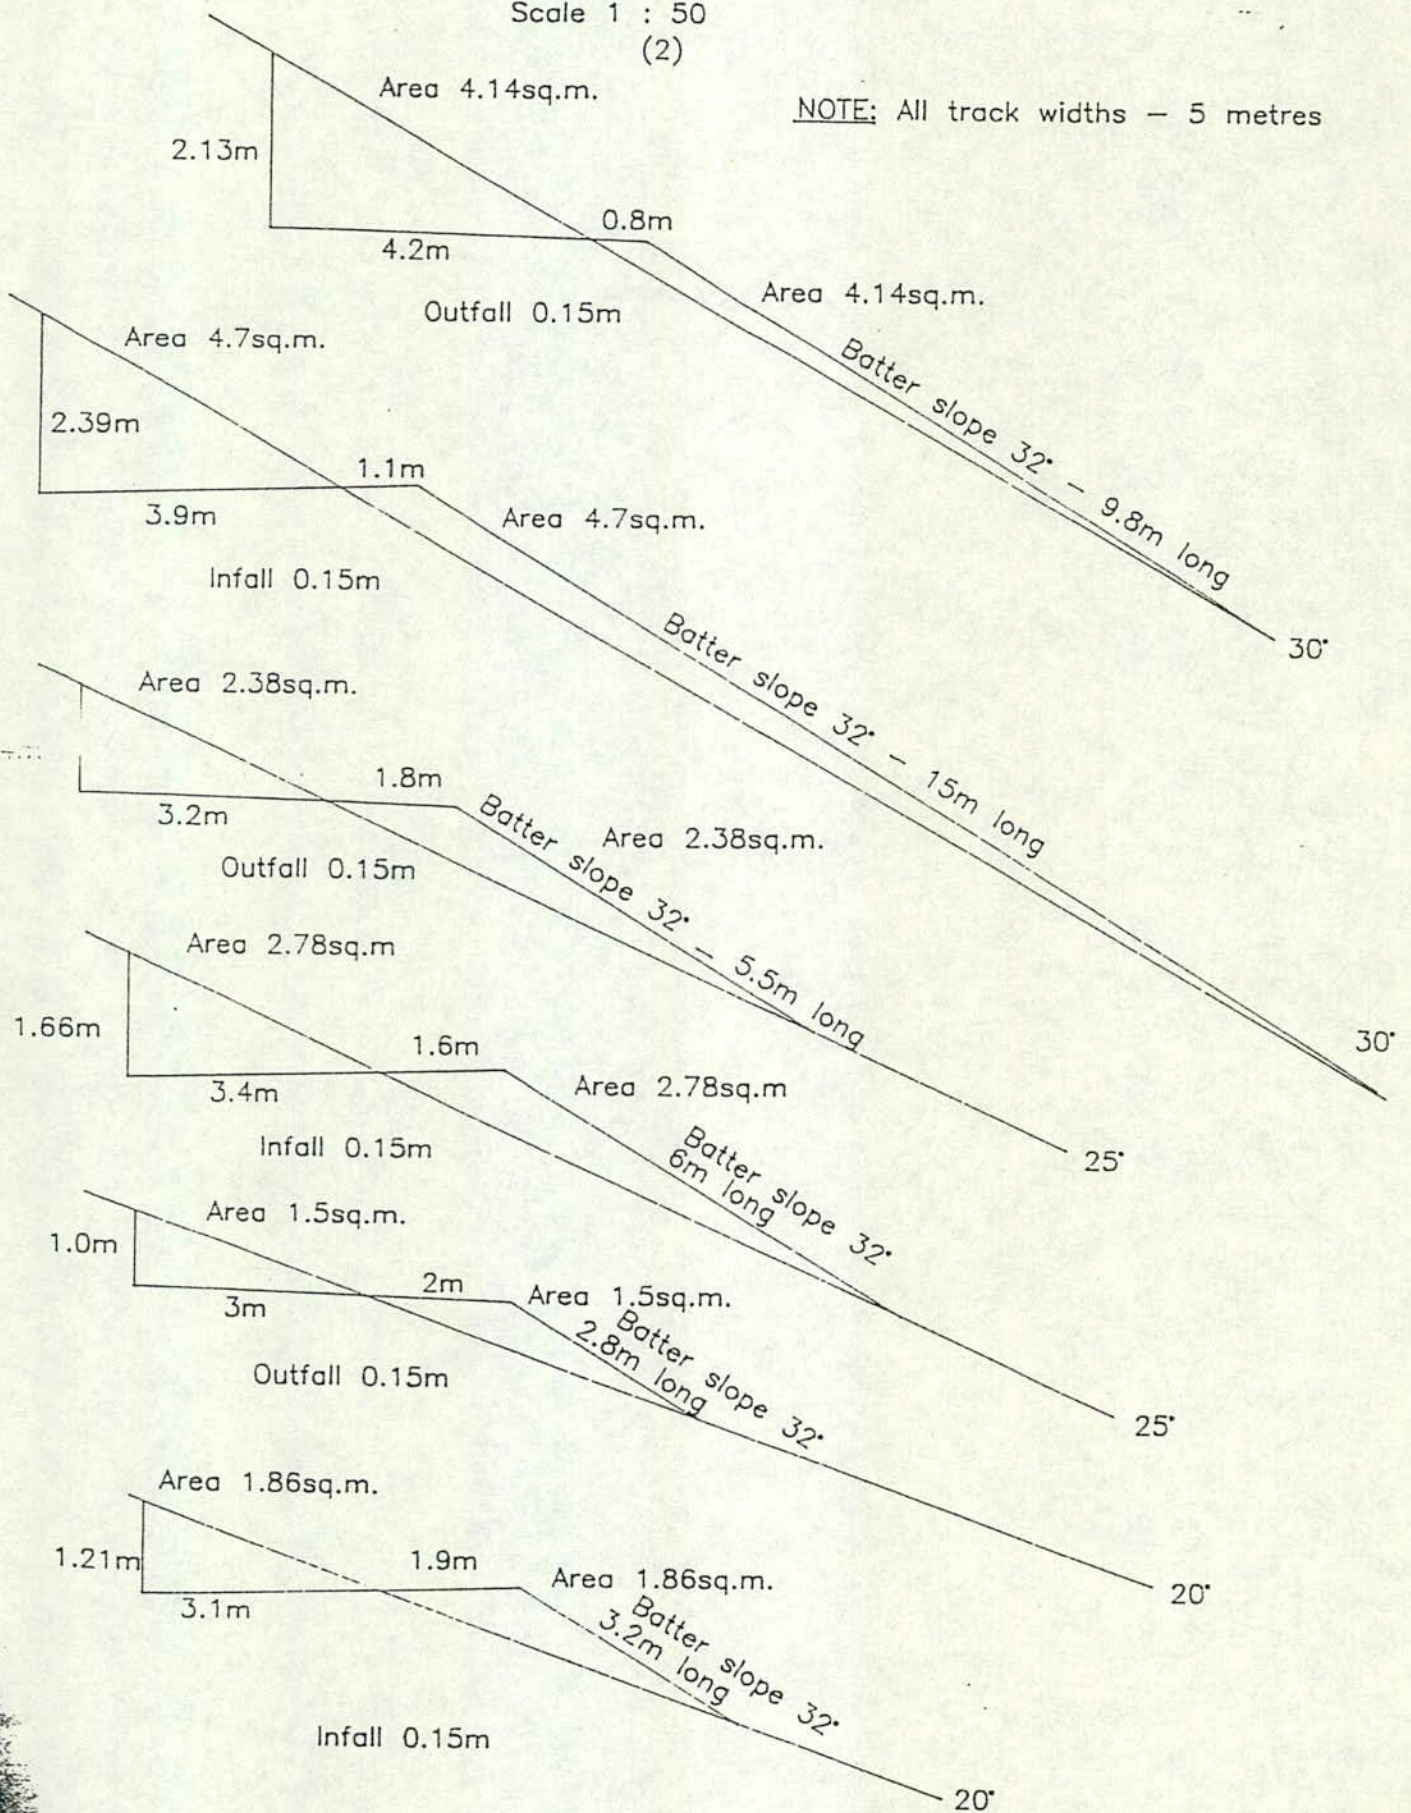 Scale 1 : 50
(2)
NOTE: All track widths – 5 metres
Area 4.14sq.m.
2.13m
0.8m
4.2m
Area 4.14sq.m.
Outfall 0.15m
Batter slope 32° – 9.8m long
30°
Area 4.7sq.m.
2.39m
1.1m
3.9m
Area 4.7sq.m.
Infall 0.15m
Batter slope 32° – 15m long
30°
Area 2.38sq.m.
1.8m
3.2m
Area 2.38sq.m.
Outfall 0.15m
Batter slope 32° – 5.5m long
25°
Area 2.78sq.m
1.66m
1.6m
3.4m
Area 2.78sq.m
Infall 0.15m
Batter slope 32°
6m long
25°
Area 1.5sq.m.
1.0m
2m
3m
Area 1.5sq.m.
Outfall 0.15m
Batter slope 32°
2.8m long
20°
Area 1.86sq.m.
1.21m
1.9m
3.1m
Area 1.86sq.m.
Batter slope 32°
3.2m long
Infall 0.15m
20°